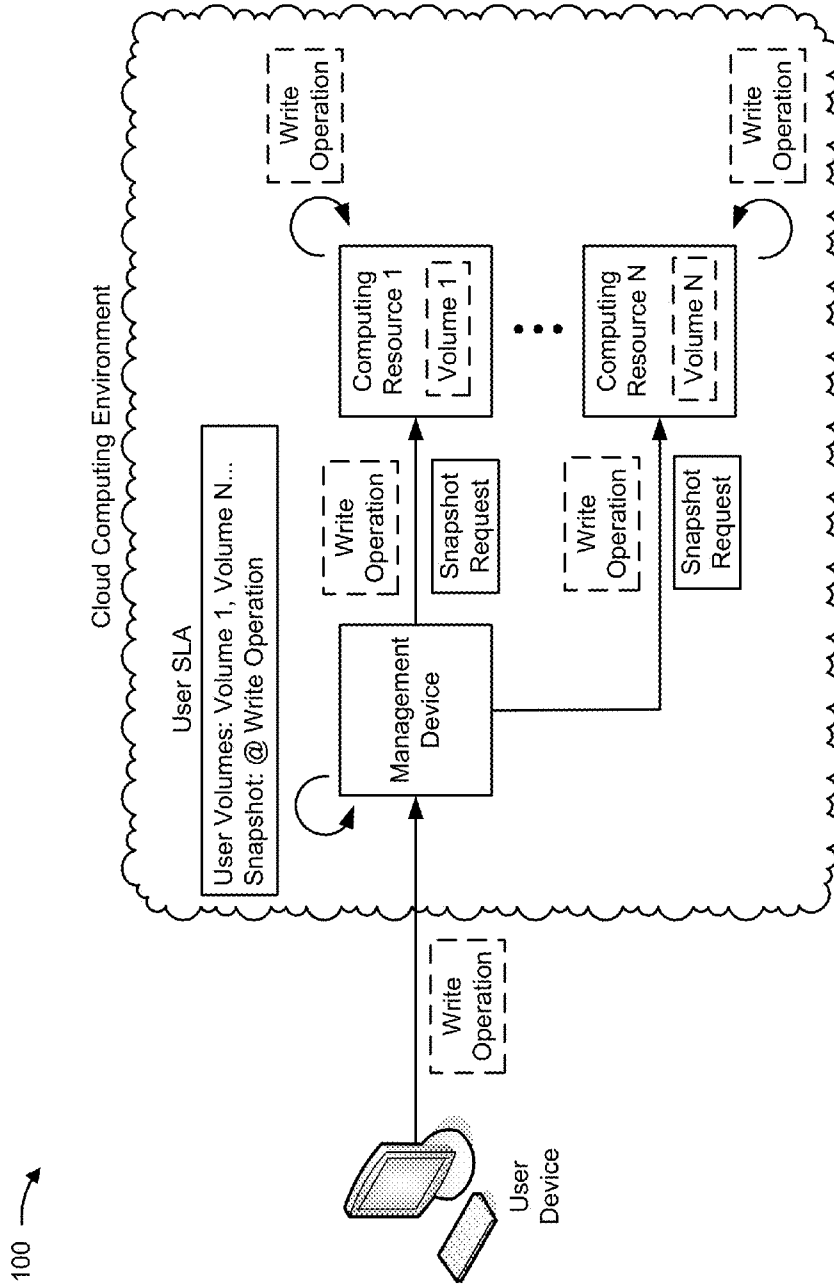 100
Cloud Computing Environment
User SLA
User Volumes: Volume 1, Volume N...
Snapshot: @ Write Operation
User
Device
Write
Operation
Management
Device
Write
Operation
Snapshot
Request
Computing
Resource 1
Volume 1
Write
Operation
Write
Operation
Snapshot
Request
Computing
Resource N
Volume N
Write
Operation